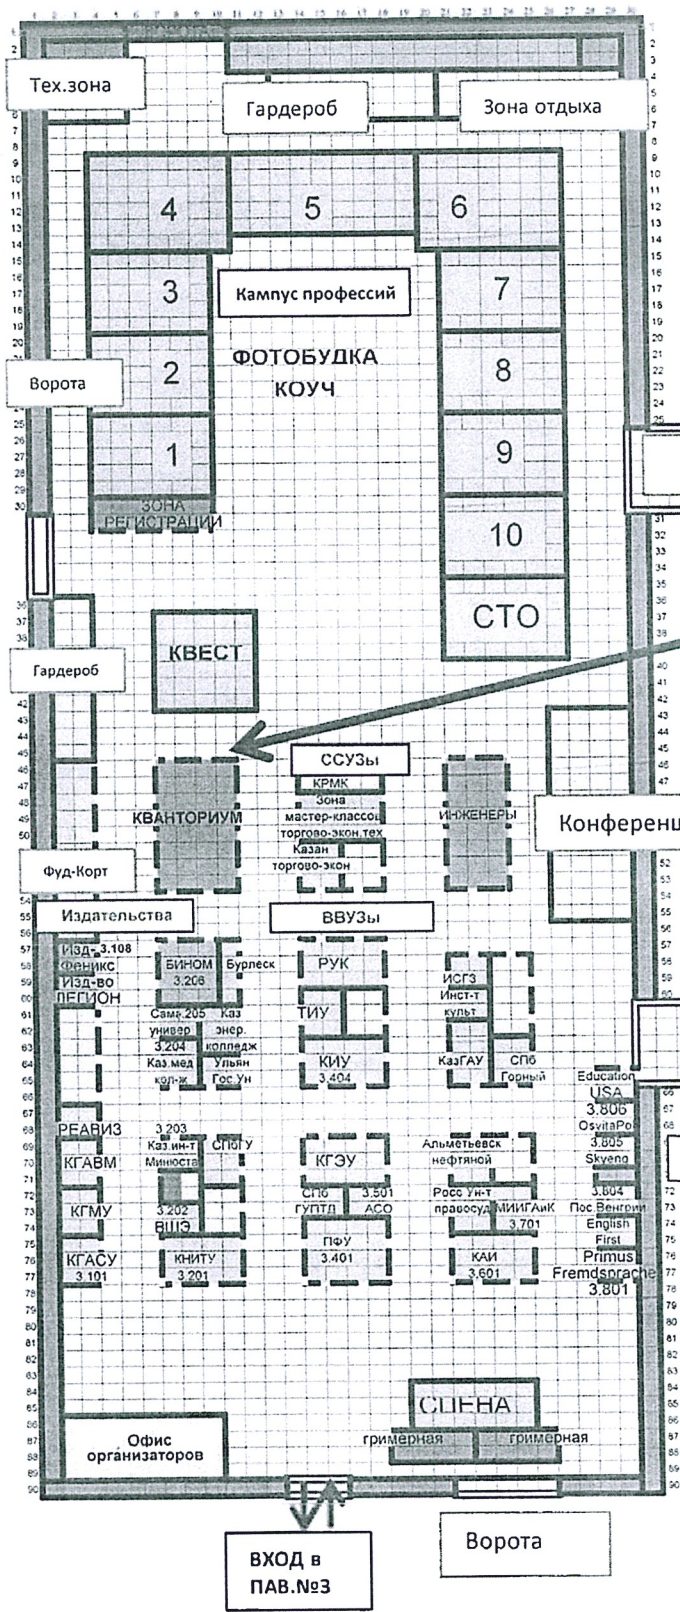 Тех.зона
Гардероб
Зона отдыха
4
5
6
3
Кампус профессий
7
ФОТОБУДКА
КОУЧ
Ворота
2
8
1
9
ЗОНА
РЕГИСТРАЦИИ
10
СТО
КВЕСТ
Гардероб
ССУЗы
КРМК
Зона
мастер-классов
торгово-экон.тех
Казан
торгово-экон
КВАНТОРИУМ
ИНЖЕНЕРЫ
Конференц
Фуд-Корт
Издательства
ВВУЗы
Изд- 3.108
Феникс
Изд-во
ЛЕГИОН
БИНОМ
3.206
Бурлеск
РУК
ИСГЗ
Инст-т
культ
Сам
3.205
универ
3.204
Каз
энер.
колледж
ТИУ
Каз.мед
кол-ж
Ульян
Гос.Ун
КИУ
3.404
КазГАУ
СПб
Горный
Education
USA
3.806
OsvitaPol
3.805
Skyeng
3.804
Пос.Венгрии
English
First
Primus
Fremdsprache
3.801
РЕАВИЗ
КГАВМ
КГМУ
КГАСУ
3.101
3.203
Каз.ин-т
Минюста
СПбГУ
3.202
ВШЭ
КНИТУ
3.201
КГЭУ
СПб
ГУПТД
3.501
АСО
ПФУ
3.401
Альметьевск
нефтяной
Росс Ун-т
правосуд
МИИГАиК
3.701
КАИ
3.601
СЦЕНА
гримерная
гримерная
Офис
организаторов
ВХОД в
ПАВ.№3
Ворота